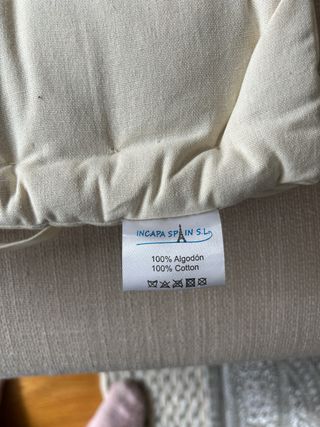 INCAPA SPAIN S.L
100% Algodón
100% Cotton